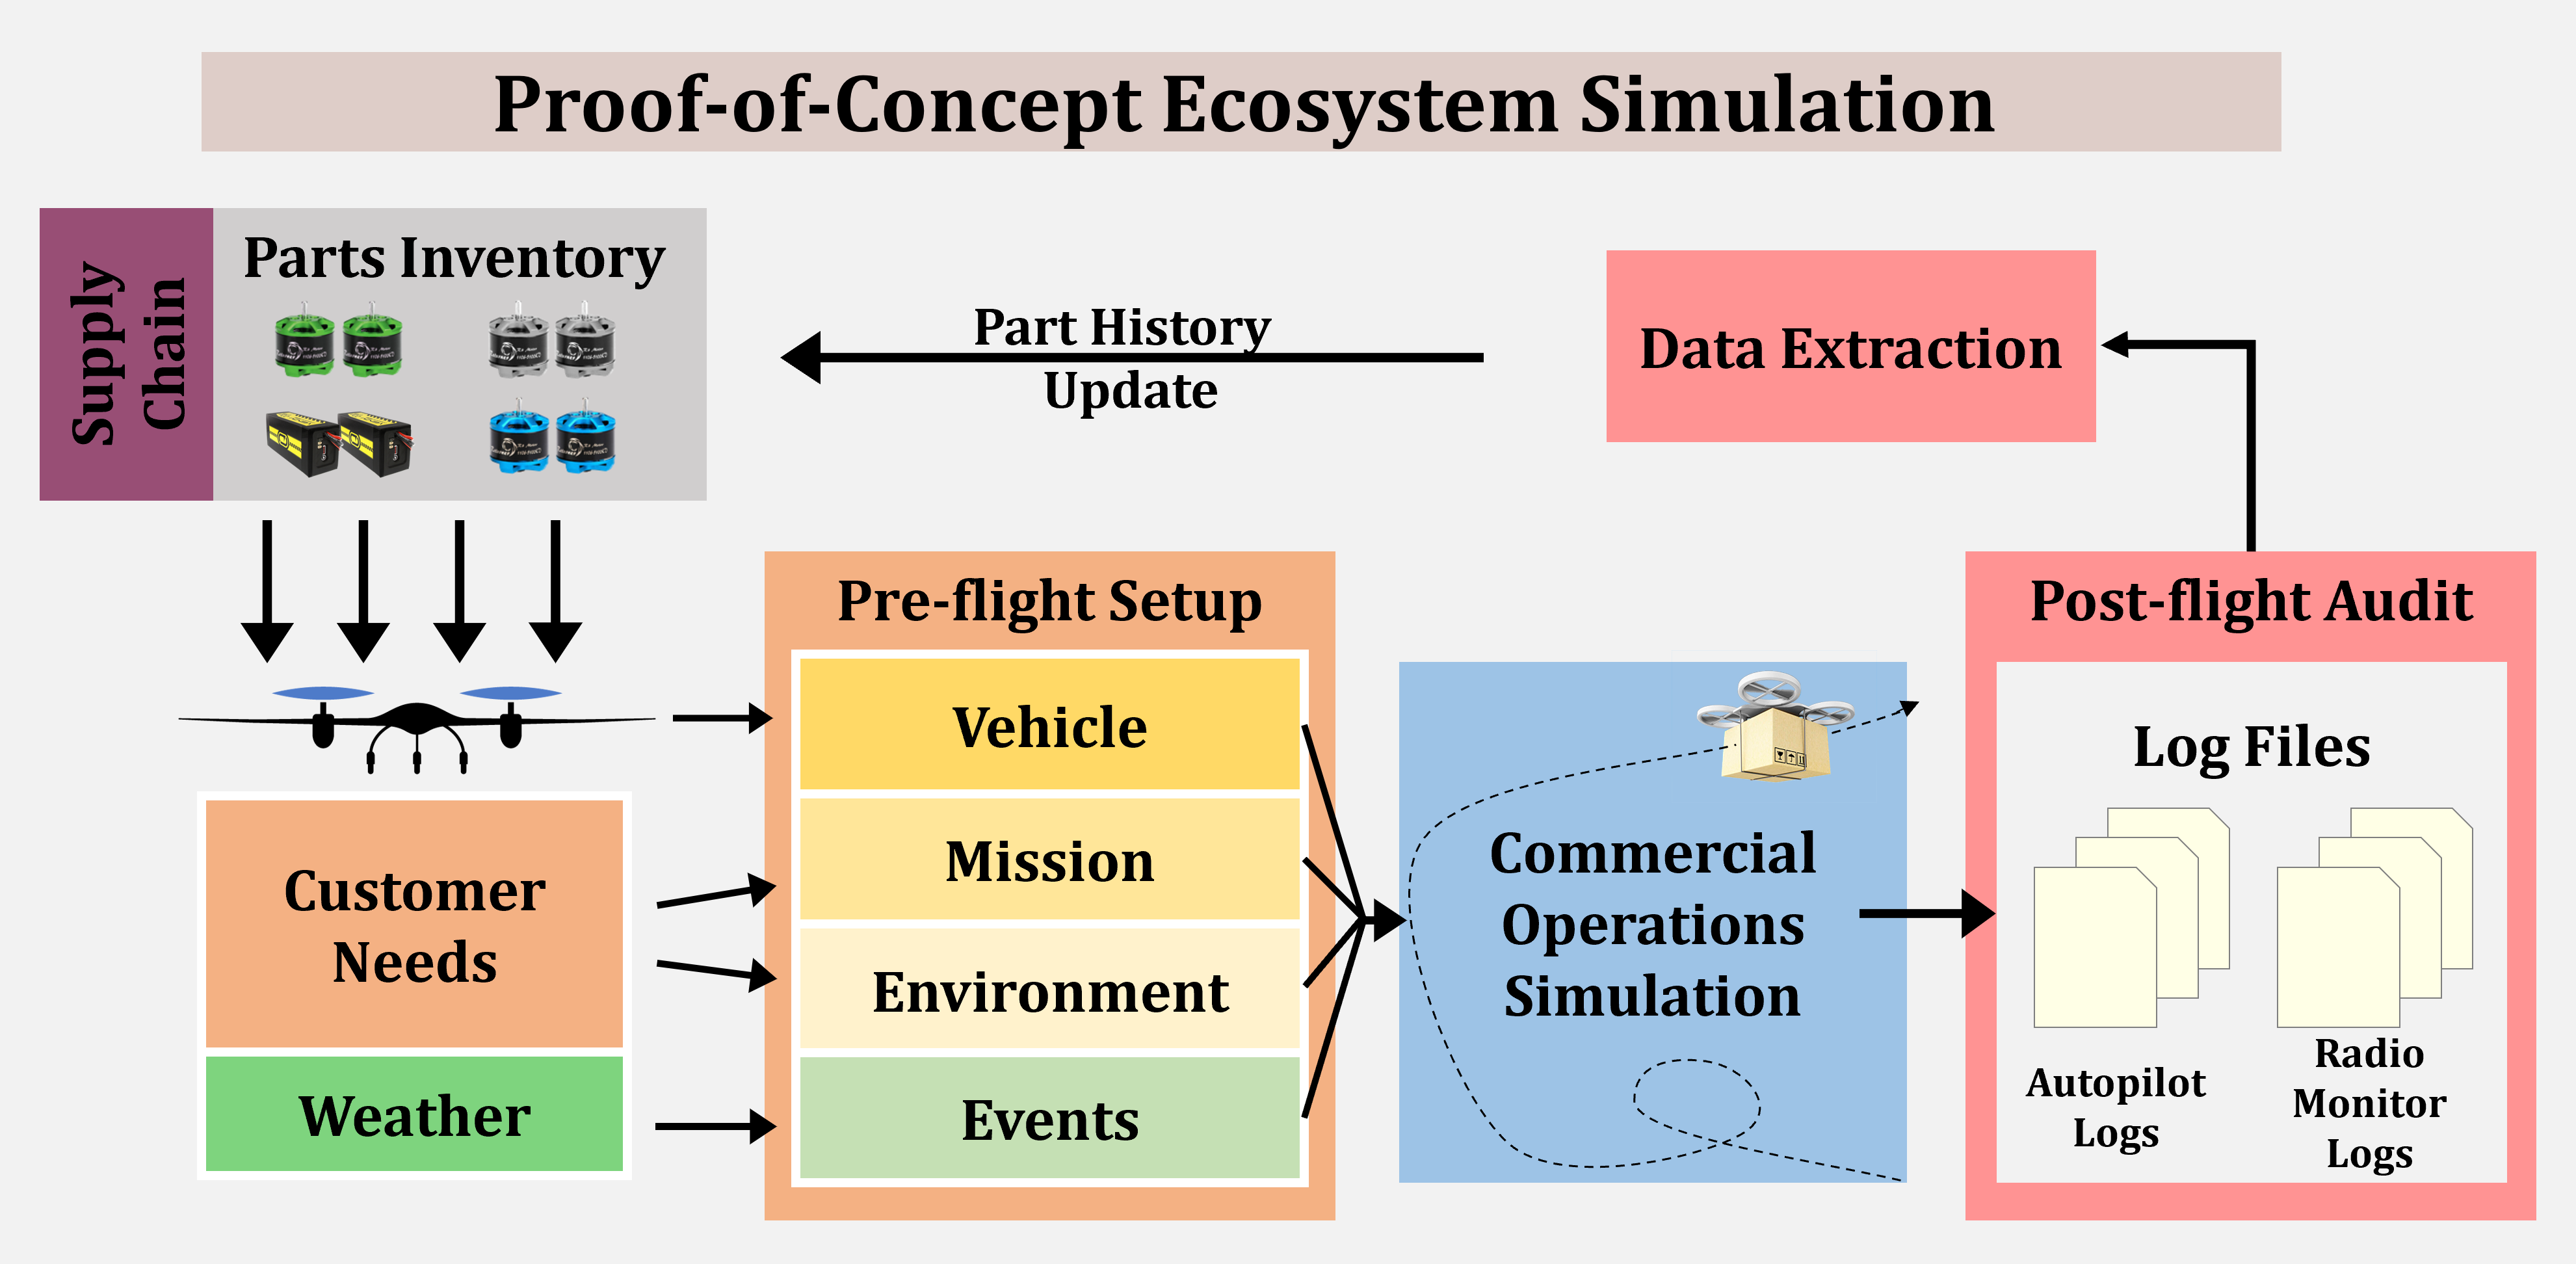 Proof-of-Concept Ecosystem Simulation
Supply
Chain
Parts Inventory
Part History
Update
Data Extraction
Pre-flight Setup
Vehicle
Mission
Environment
Events
Customer
Needs
Weather
Commercial
Operations
Simulation
Post-flight Audit
Log Files
Autopilot
Logs
Radio
Monitor
Logs